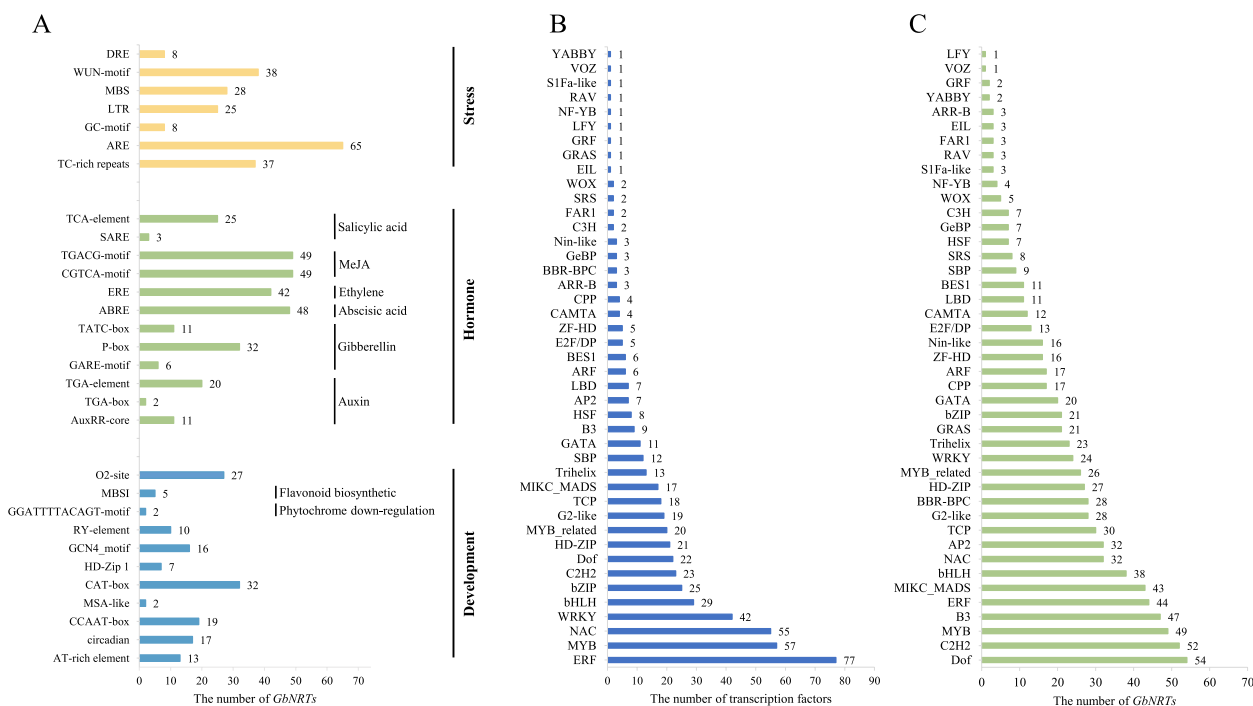 A
DRE 8
WUN-motif 38
MBS 28
LTR 25
GC-motif 8
ARE 65
TC-rich repeats 37
Stress
TCA-element 25
SARE 3
Salicylic acid
TGACG-motif 49
CGTCA-motif 49
MeJA
ERE 42 Ethylene
ABRE 48 Abscisic acid
TATC-box 11
P-box 32
GARE-motif 6
Gibberellin
TGA-element 20
TGA-box 2
AuxRR-core 11
Auxin
Hormone
O2-site 27
MBSI 5 Flavonoid biosynthetic
GGATTTTACAGT-motif 2 Phytochrome down-regulation
RY-element 10
GCN4_motif 16
HD-Zip 1 7
CAT-box 32
MSA-like 2
CCAAT-box 19
circadian 17
AT-rich element 13
Development
0 10 20 30 40 50 60 70
The number of GbNRTs
B
YABBY 1
VOZ 1
S1Fa-like 1
RAV 1
NF-YB 1
LFY 1
GRF 1
GRAS 1
EIL 1
WOX 2
SRS 2
FAR1 2
C3H 2
Nin-like 3
GeBP 3
BBR-BPC 3
ARR-B 3
CPP 4
CAMTA 4
ZF-HD 5
E2F/DP 5
BES1 6
ARF 6
LBD 7
AP2 7
HSF 8
B3 9
GATA 11
SBP 12
Trihelix 13
MIKC_MADS 17
TCP 18
G2-like 19
MYB_related 20
HD-ZIP 21
Dof 22
C2H2 23
bZIP 25
bHLH 29
WRKY 42
NAC 55
MYB 57
ERF 77
0 10 20 30 40 50 60 70 80 90
The number of transcription factors
C
LFY 1
VOZ 1
GRF 2
YABBY 2
ARR-B 3
EIL 3
FAR1 3
RAV 3
S1Fa-like 3
NF-YB 4
WOX 5
C3H 7
GeBP 7
HSF 7
SRS 8
SBP 9
BES1 11
LBD 11
CAMTA 12
E2F/DP 13
Nin-like 16
ZF-HD 16
ARF 17
CPP 17
GATA 20
bZIP 21
GRAS 21
Trihelix 23
WRKY 24
MYB_related 26
HD-ZIP 27
BBR-BPC 28
G2-like 28
TCP 30
AP2 32
NAC 32
bHLH 38
MIKC_MADS 43
ERF 44
B3 47
MYB 49
C2H2 52
Dof 54
0 10 20 30 40 50 60 70
The number of GbNRTs